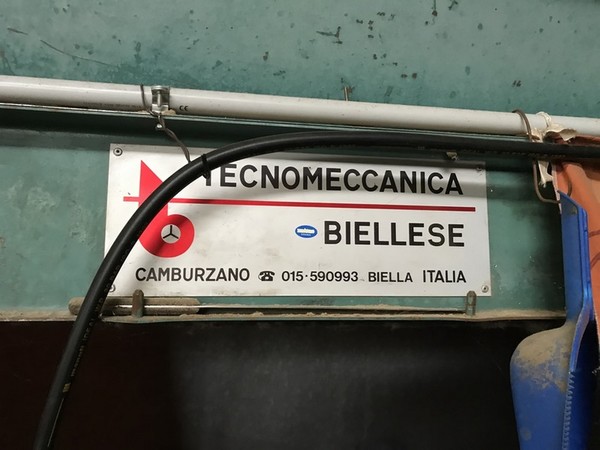 TECNOMECCANICA
BIELLESE
CAMBURZANO ☎ 015·590993 BIELLA ITALIA